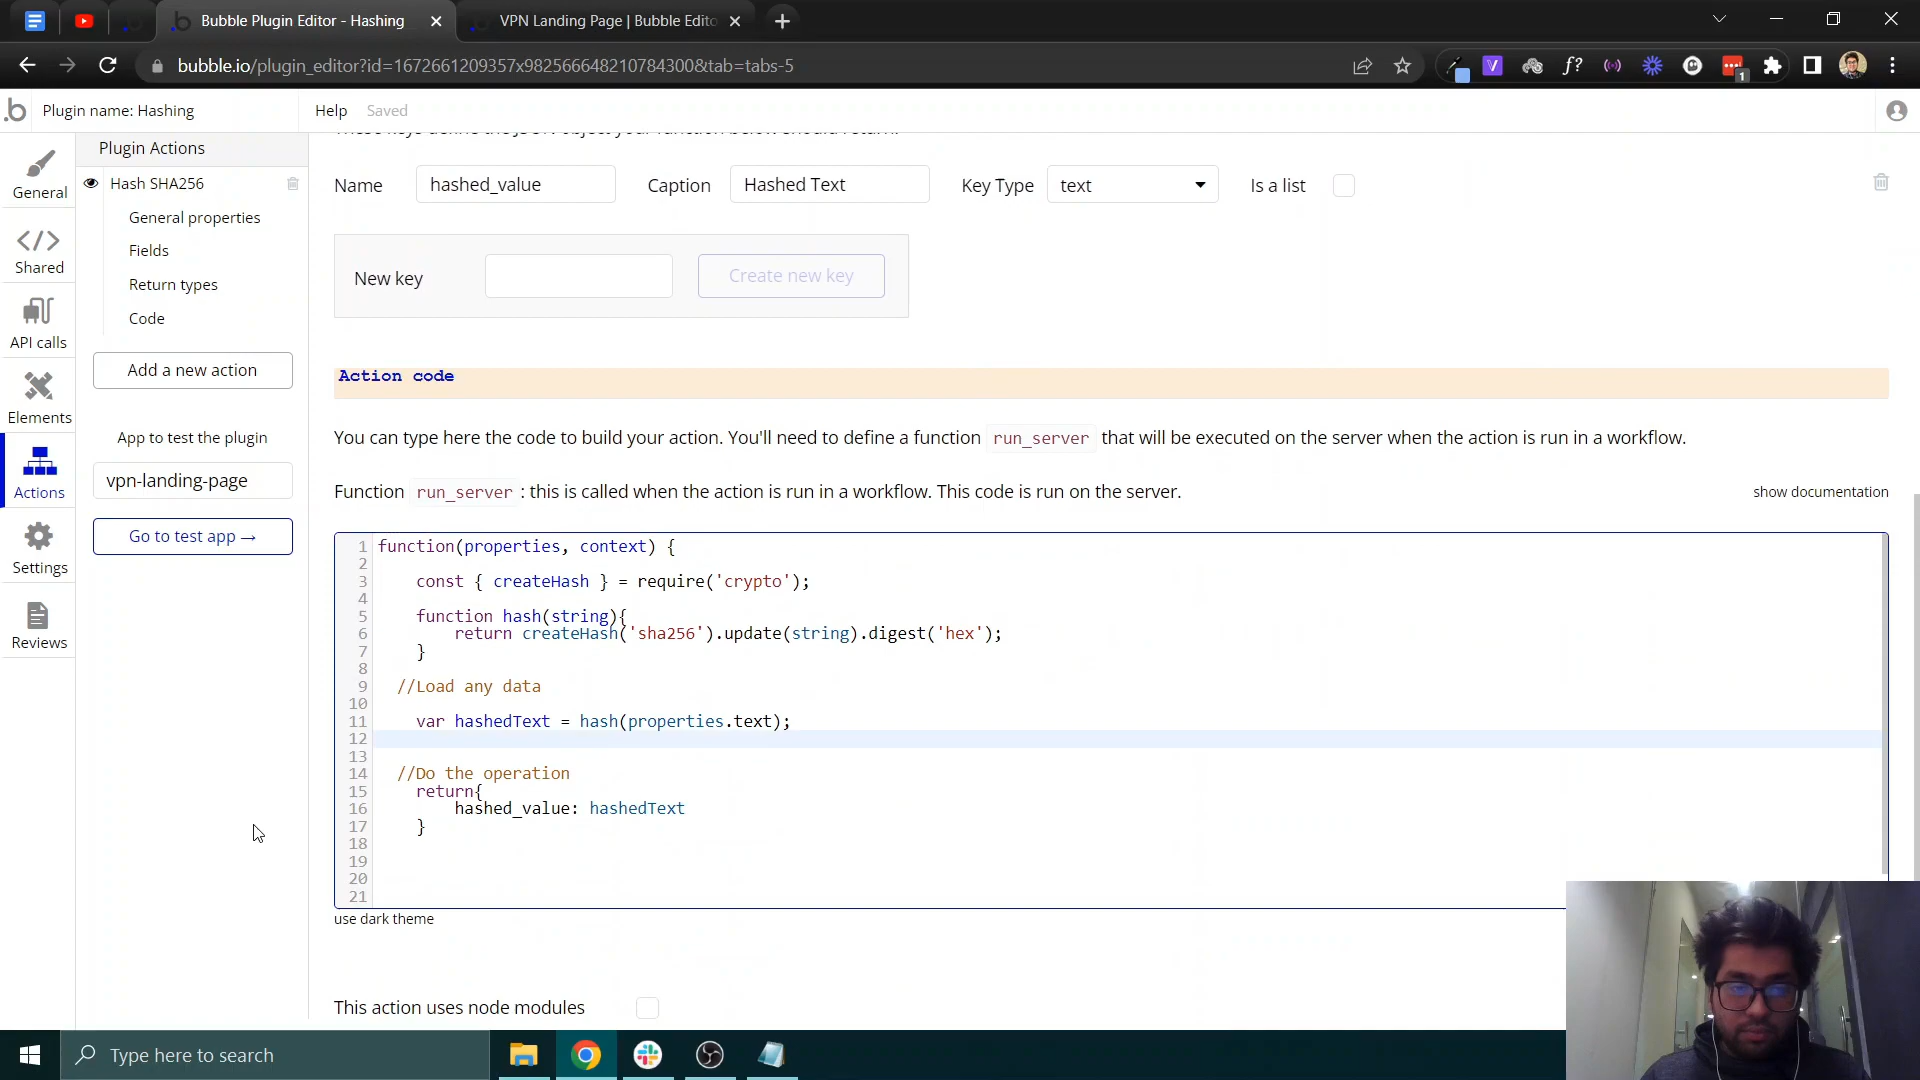 Bubble Plugin Editor - Hashing
VPN Landing Page | Bubble Edito
bubble.io/plugin_editor?id=1672661209357x982566648210784300&tab=tabs-5
Plugin name: Hashing
Help
Saved
General
Shared
API calls
Elements
Actions
Settings
Reviews
Plugin Actions
Hash SHA256
General properties
Fields
Return types
Code
Add a new action
App to test the plugin
vpn-landing-page
Go to test app →
Name
hashed_value
Caption
Hashed Text
Key Type
text
Is a list
New key
Create new key
Action code
You can type here the code to build your action. You'll need to define a function run_server that will be executed on the server when the action is run in a workflow.
Function run_server : this is called when the action is run in a workflow. This code is run on the server.
show documentation
1 function(properties, context) {
2
3 const { createHash } = require('crypto');
4
5 function hash(string){
6 return createHash('sha256').update(string).digest('hex');
7 }
8
9 //Load any data
10
11 var hashedText = hash(properties.text);
12
13
14 //Do the operation
15 return{
16 hashed_value: hashedText
17 }
18
19
20
21
use dark theme
This action uses node modules
Type here to search